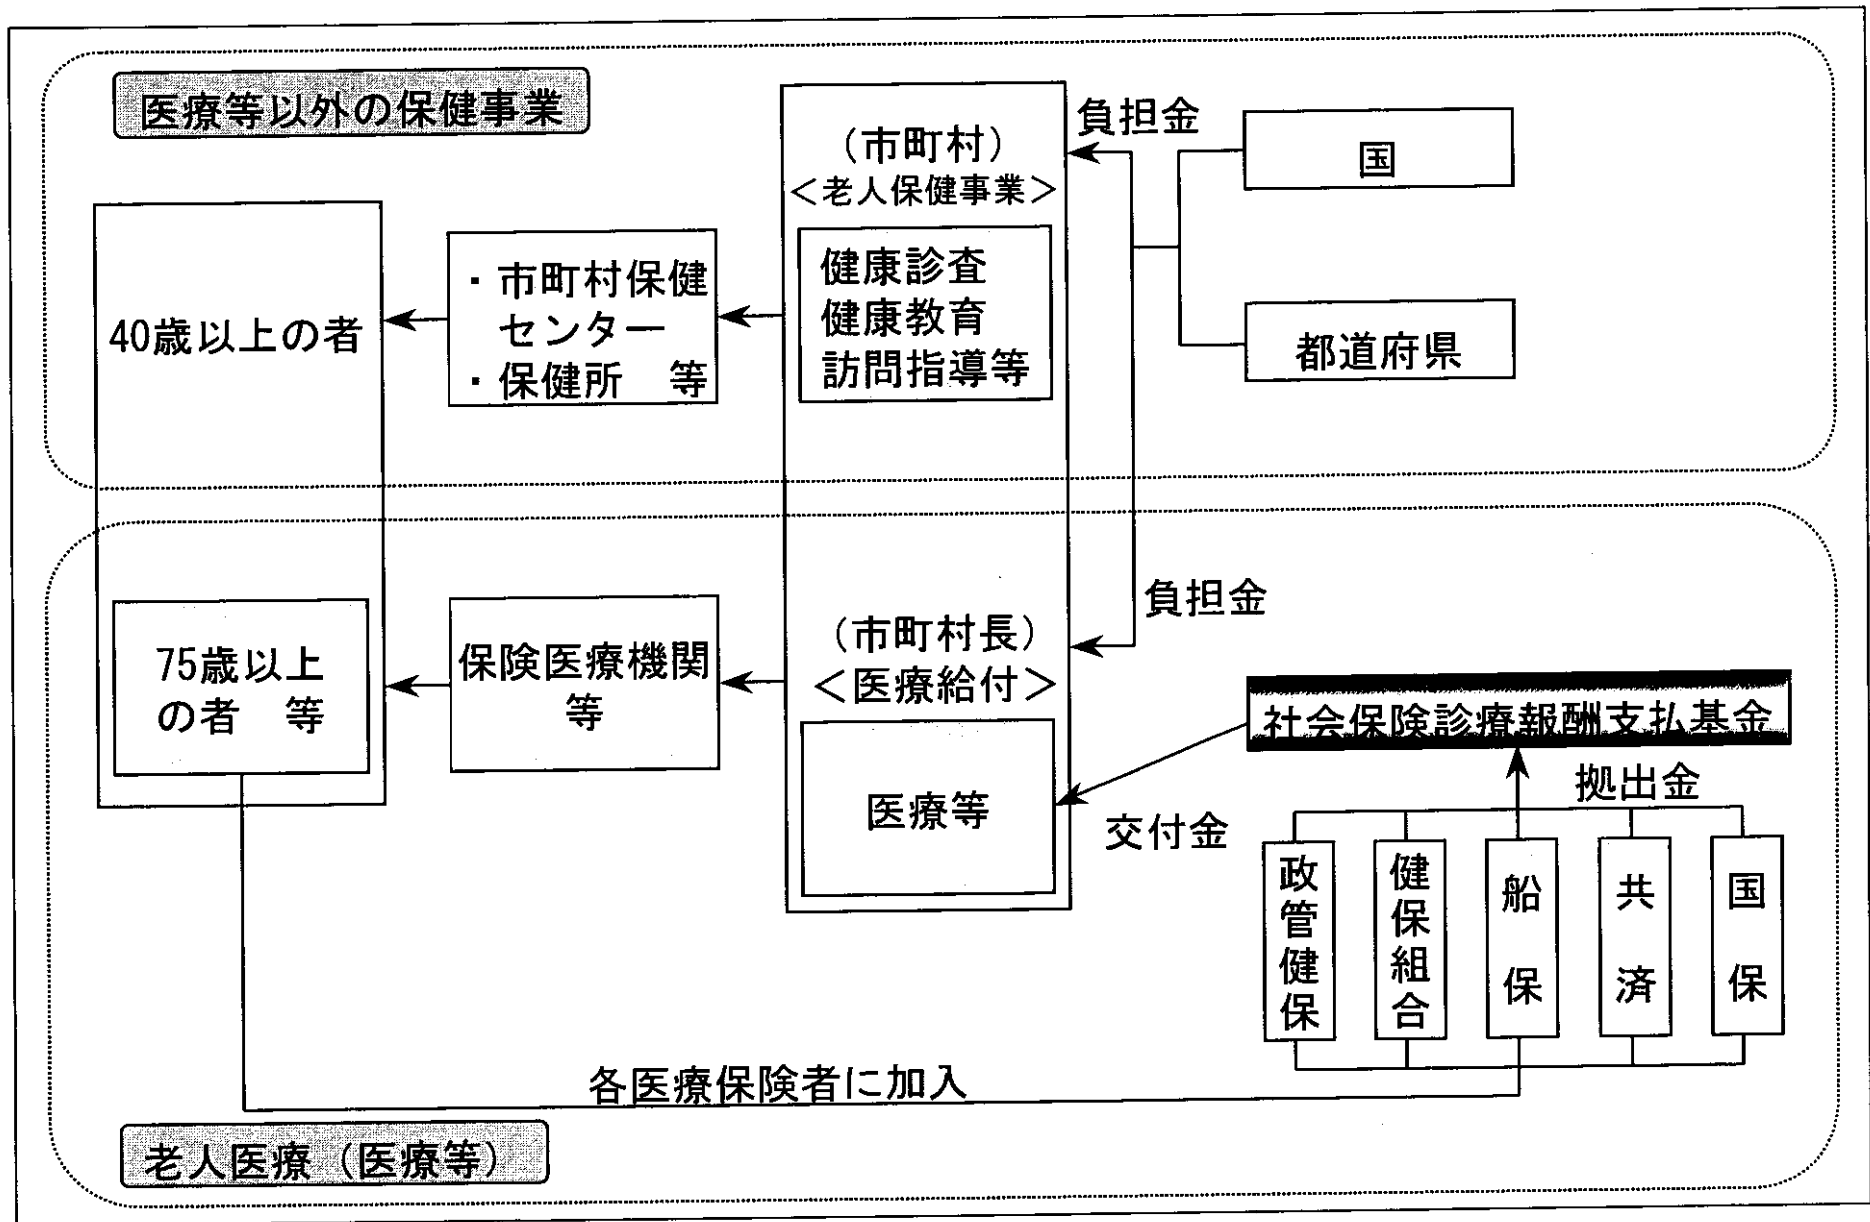 医療等以外の保健事業
40歳以上の者
・市町村保健
センター
・保健所　等
（市町村）
＜老人保健事業＞
健康診査
健康教育
訪問指導等
負担金
国
都道府県
75歳以上
の者　等
保険医療機関
等
（市町村長）
＜医療給付＞
医療等
負担金
社会保険診療報酬支払基金
拠出金
交付金
政管健保
健保組合
船保
共済
国保
各医療保険者に加入
老人医療（医療等）